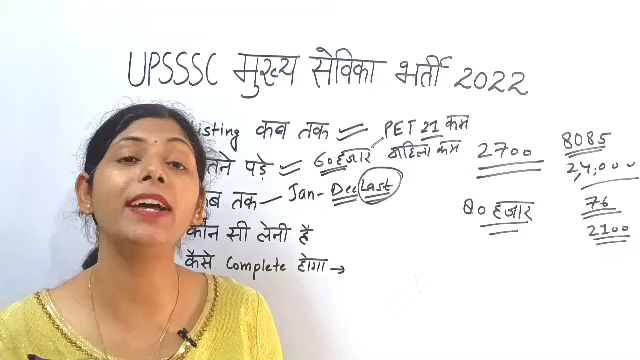 UPSSSC मुख्य सेविका भर्ती 2022
isting कब तक PET 21 कम
तने पड़े 60 हजार महिला कम
ब तक - Jan - Dec Last
कौन सी लेनी है
कैसे Complete होगा →
2700
80 हजार
8085
24,000
76
2100